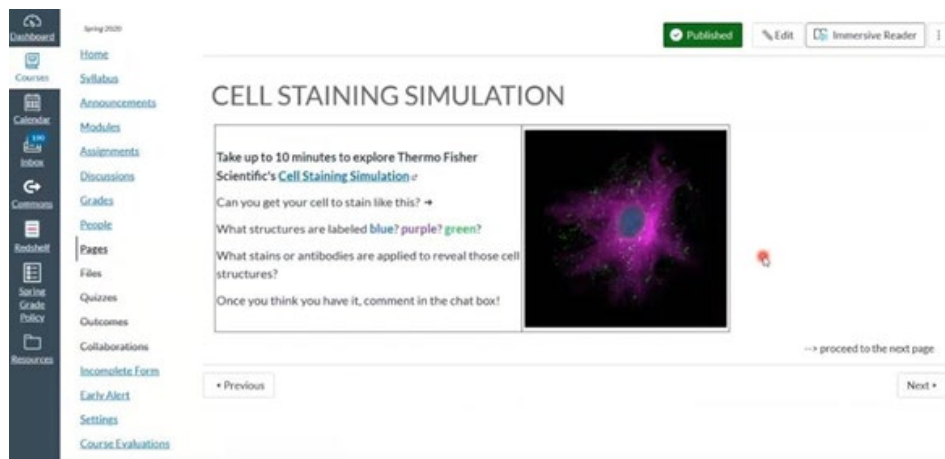 Dashboard
Courses
Calendar
Inbox
Commons
Redshelf
Spring
Grade
Policy
Resources
Spring 2020
Home
Syllabus
Announcements
Modules
Assignments
Discussions
Grades
People
Pages
Files
Quizzes
Outcomes
Collaborations
Incomplete Form
Early Alert
Settings
Course Evaluations
Published
Edit
Immersive Reader
CELL STAINING SIMULATION
Take up to 10 minutes to explore Thermo Fisher
Scientific's Cell Staining Simulation
Can you get your cell to stain like this? →
What structures are labeled blue? purple? green?
What stains or antibodies are applied to reveal those cell
structures?
Once you think you have it, comment in the chat box!
--> proceed to the next page
◂ Previous
Next ▸